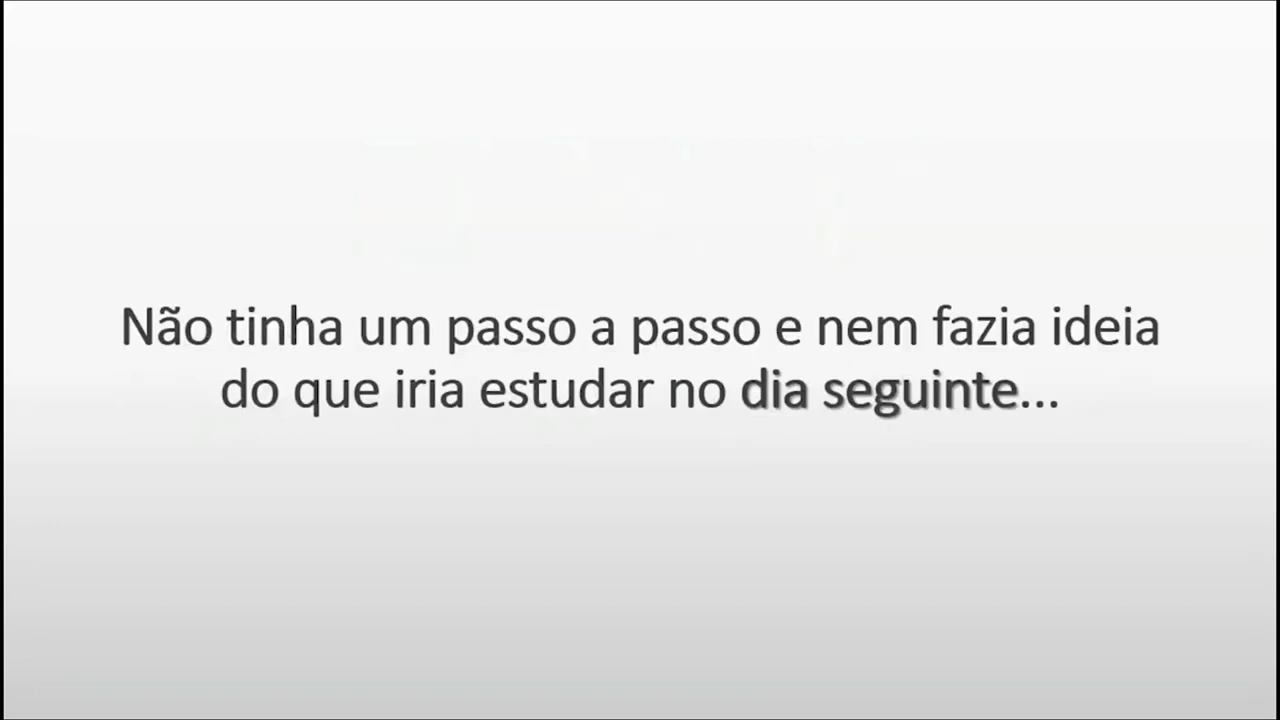 Não tinha um passo a passo e nem fazia ideia
do que iria estudar no dia seguinte...